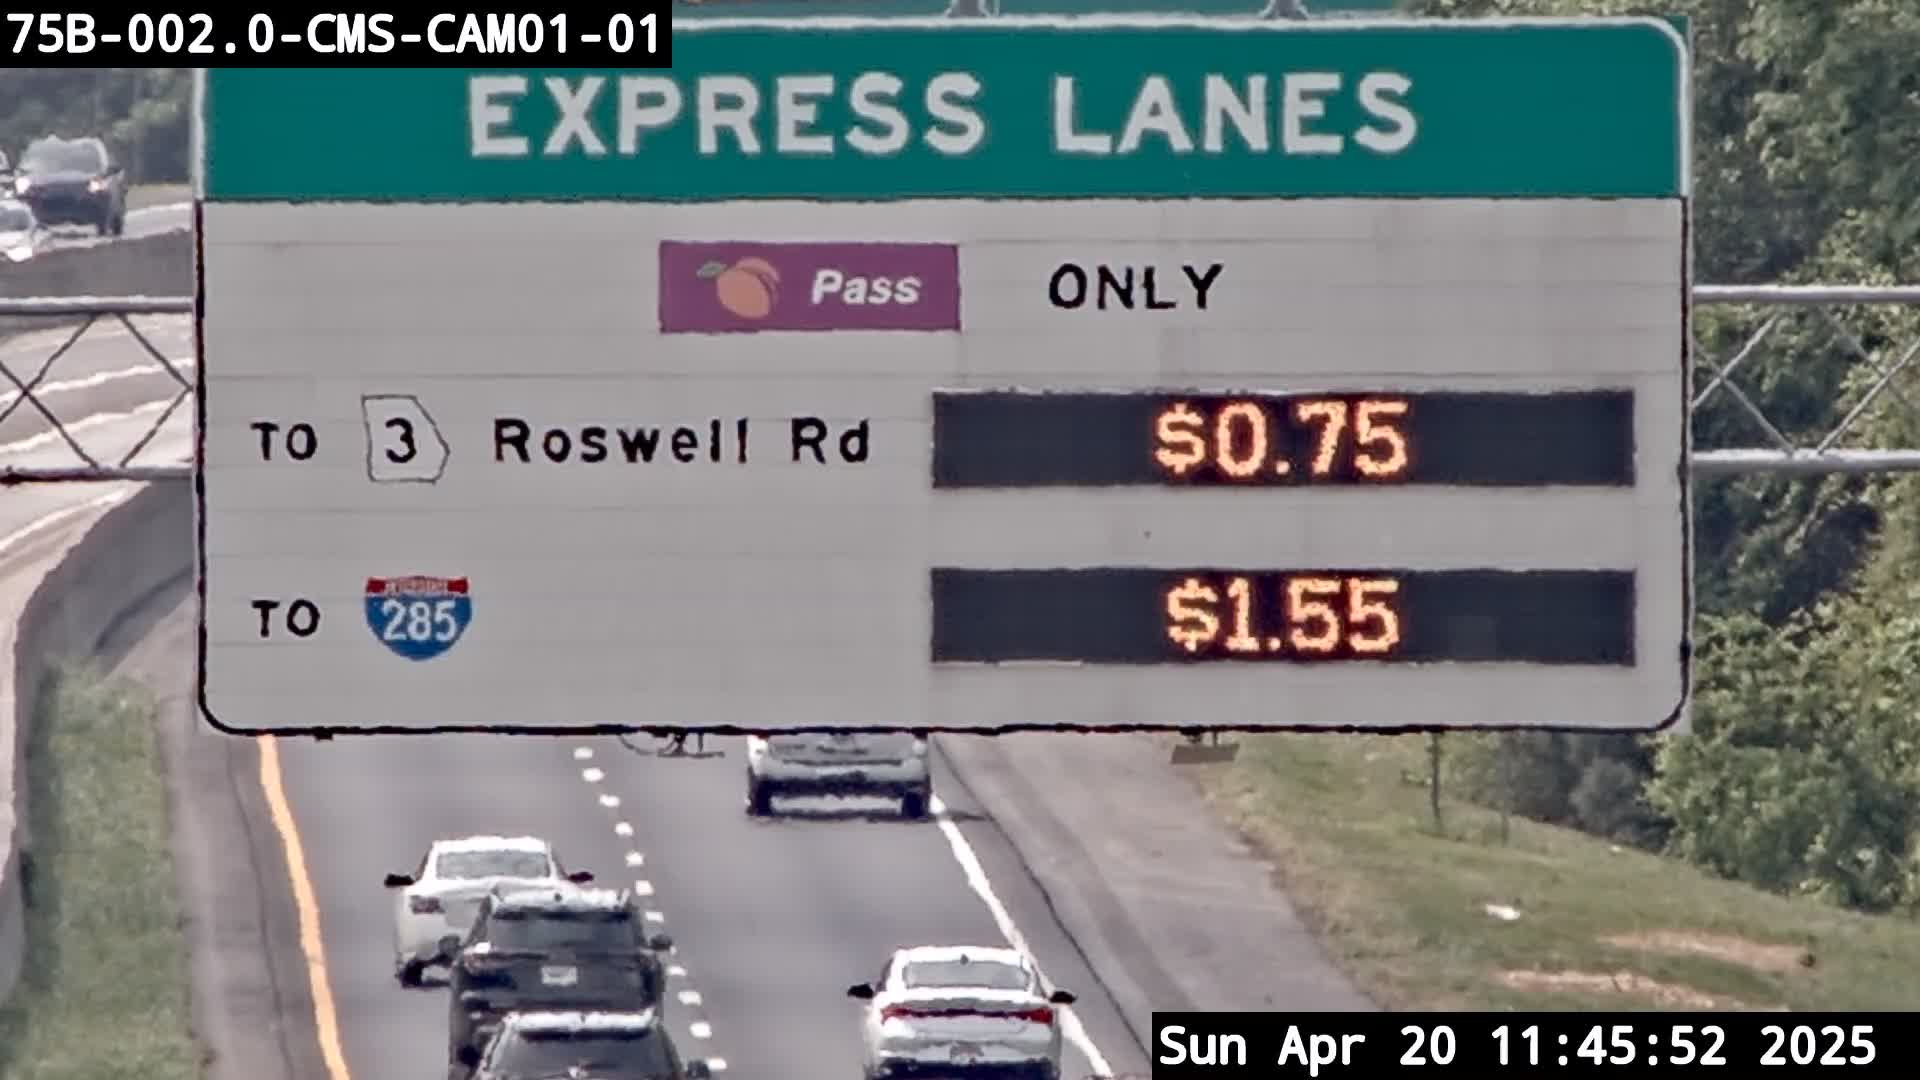 75B-002.0-CMS-CAM01-01
EXPRESS LANES
Pass ONLY
TO 3 Roswell Rd $0.75
TO INTERSTATE 285 $1.55
Sun Apr 20 11:45:52 2025